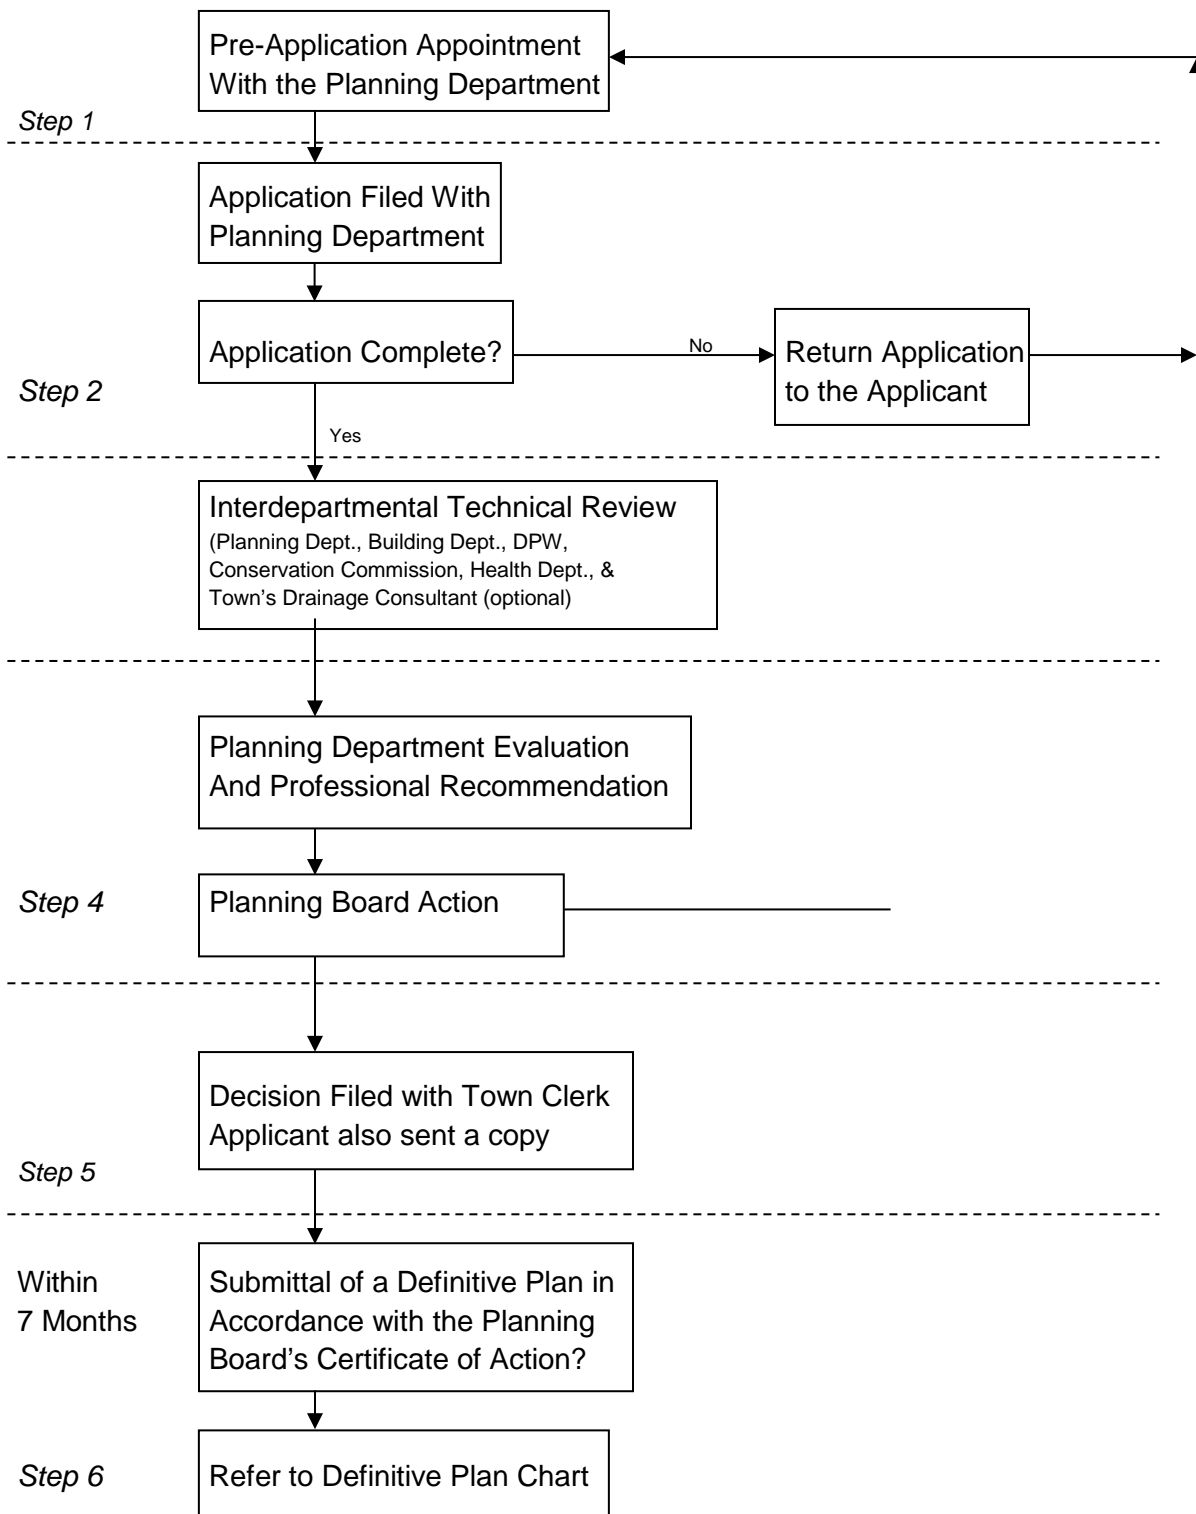 Pre-Application Appointment
With the Planning Department
Step 1
Application Filed With
Planning Department
Application Complete?
No
Return Application
to the Applicant
Step 2
Yes
Interdepartmental Technical Review
(Planning Dept., Building Dept., DPW,
Conservation Commission, Health Dept., &
Town’s Drainage Consultant (optional)
Planning Department Evaluation
And Professional Recommendation
Step 4
Planning Board Action
Decision Filed with Town Clerk
Applicant also sent a copy
Step 5
Within
7 Months
Submittal of a Definitive Plan in
Accordance with the Planning
Board’s Certificate of Action?
Step 6
Refer to Definitive Plan Chart